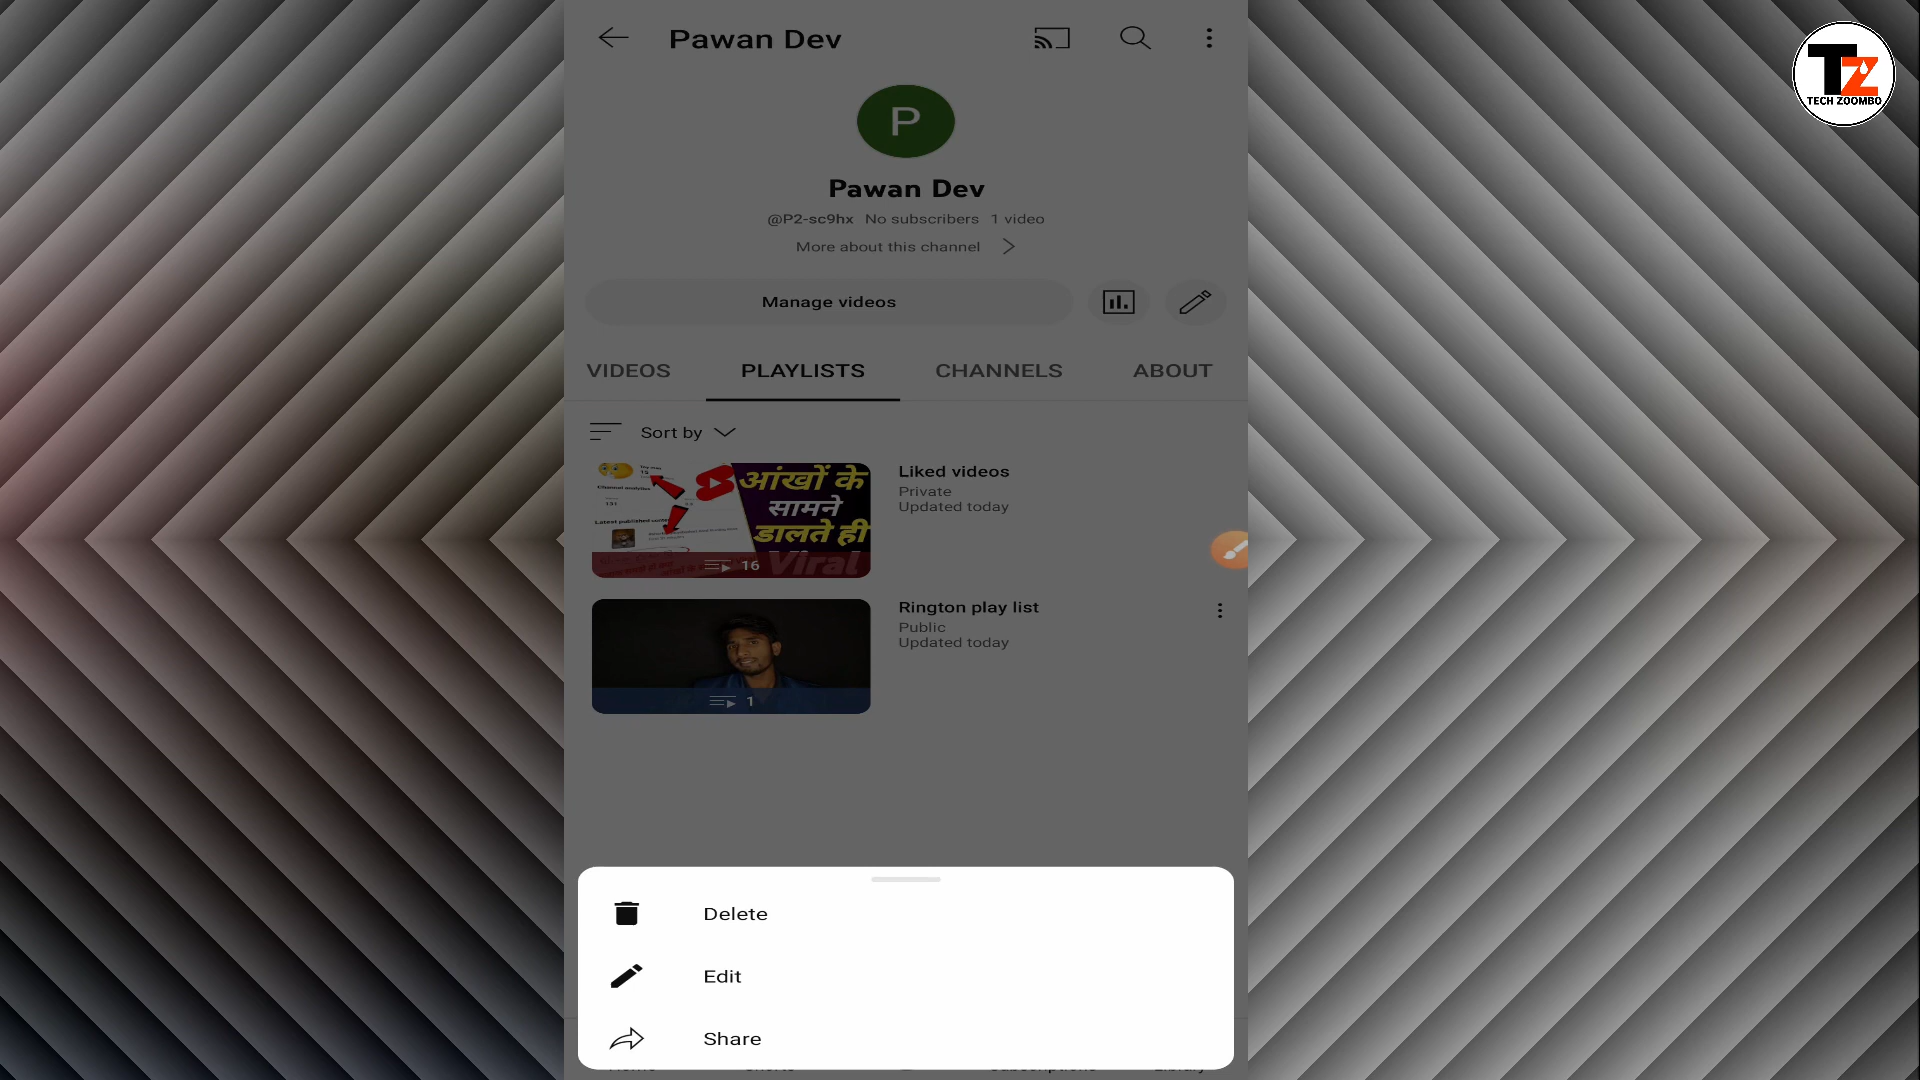 Pawan Dev
TZ
TECH ZOOMBO
P
Pawan Dev
@P2-sc9hx No subscribers 1 video
More about this channel
Manage videos
VIDEOS PLAYLISTS CHANNELS ABOUT
Sort by
आंखों के
सामने
डालते ही
Viral
16
Liked videos
Private
Updated today
1
Rington play list
Public
Updated today
Delete
Edit
Share